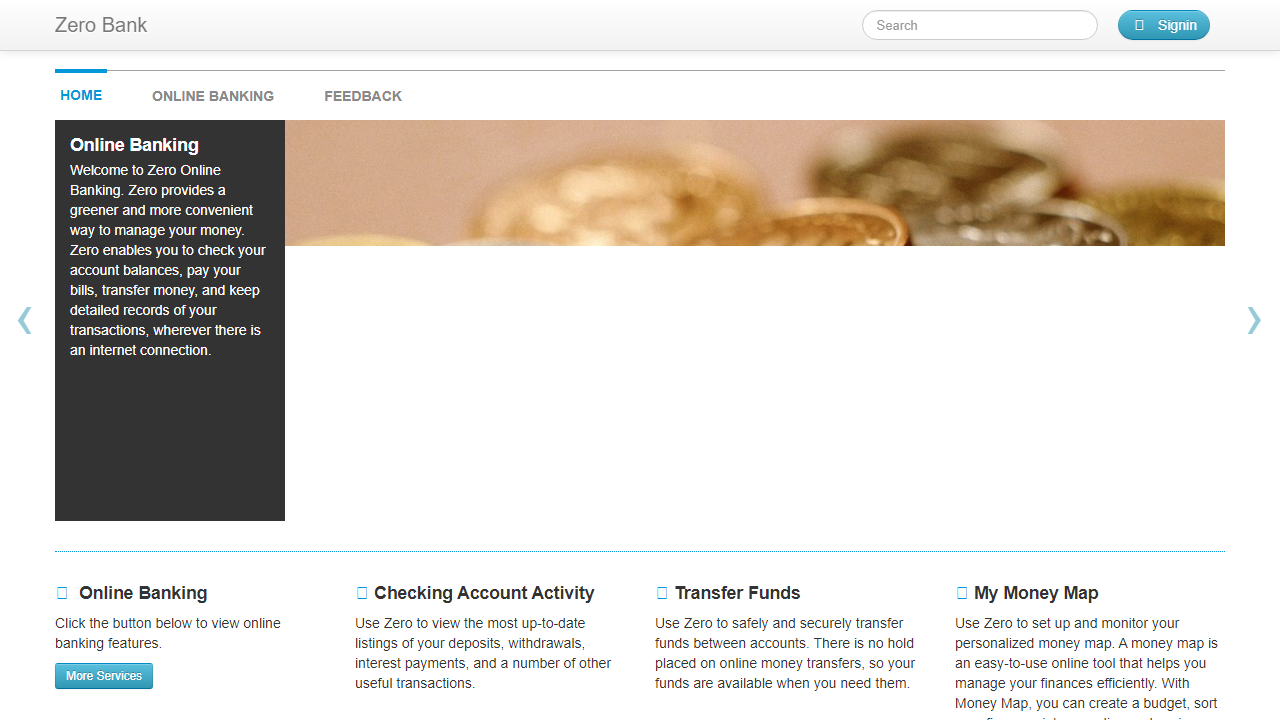 Zero Bank
Search
Signin
HOME
ONLINE BANKING
FEEDBACK
Online Banking
Welcome to Zero Online
Banking. Zero provides a
greener and more convenient
way to manage your money.
Zero enables you to check your
account balances, pay your
bills, transfer money, and keep
detailed records of your
transactions, wherever there is
an internet connection.
Online Banking
Click the button below to view online
banking features.
More Services
Checking Account Activity
Use Zero to view the most up-to-date
listings of your deposits, withdrawals,
interest payments, and a number of other
useful transactions.
Transfer Funds
Use Zero to safely and securely transfer
funds between accounts. There is no hold
placed on online money transfers, so your
funds are available when you need them.
My Money Map
Use Zero to set up and monitor your
personalized money map. A money map is
an easy-to-use online tool that helps you
manage your finances efficiently. With
Money Map, you can create a budget, sort